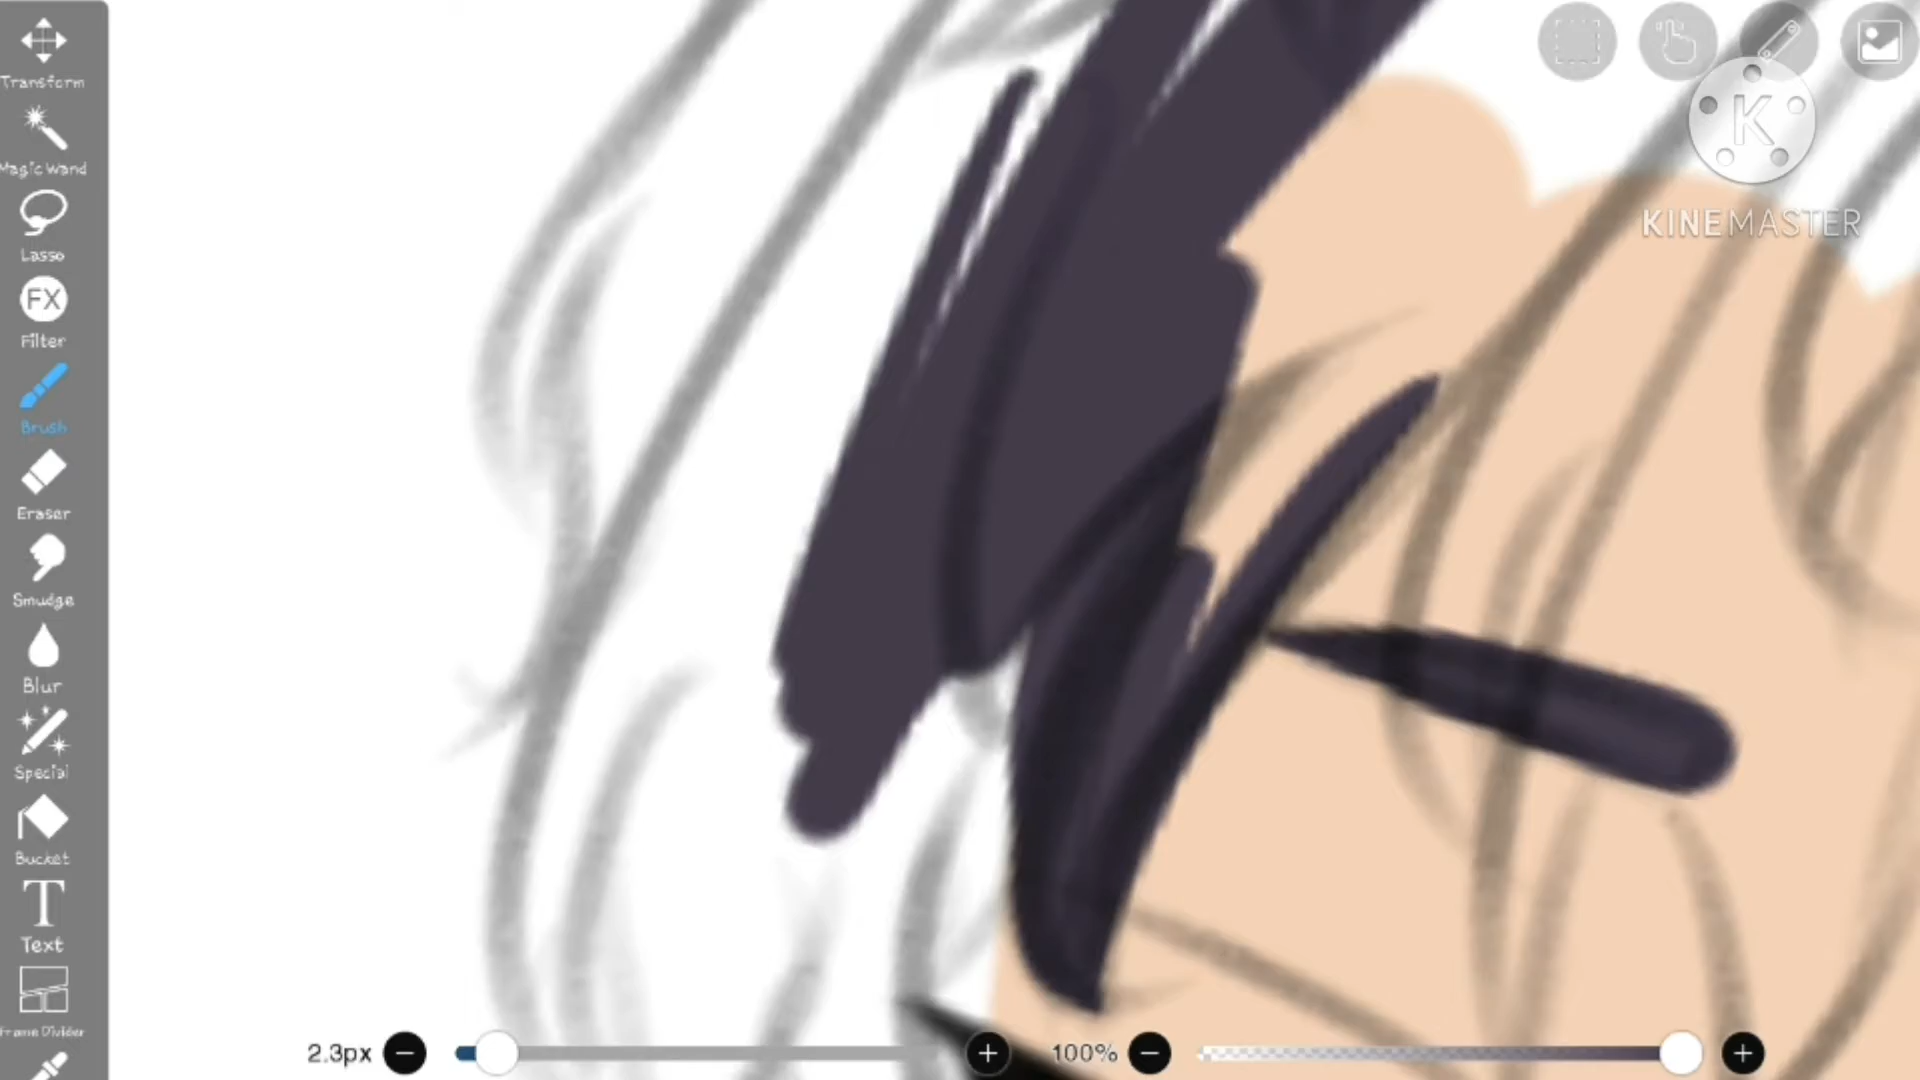 Transform
Magic Wand
Lasso
FX
Filter
Brush
Eraser
Smudge
Blur
Special
Bucket
T
Text
Frame Divider
K
KINEMASTER
2.3px
100%